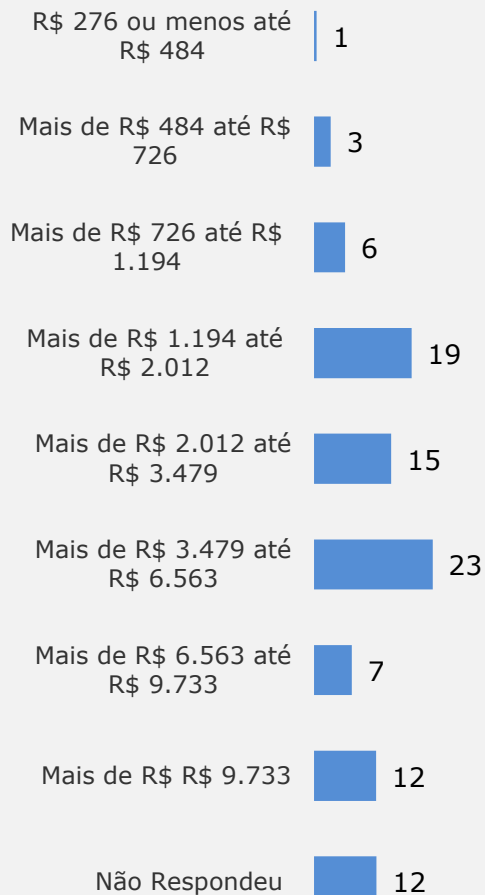 R$ 276 ou menos até
R$ 484
1
Mais de R$ 484 até R$
726
3
Mais de R$ 726 até R$
1.194
6
Mais de R$ 1.194 até
R$ 2.012
19
Mais de R$ 2.012 até
R$ 3.479
15
Mais de R$ 3.479 até
R$ 6.563
23
Mais de R$ 6.563 até
R$ 9.733
7
Mais de R$ R$ 9.733
12
Não Respondeu
12